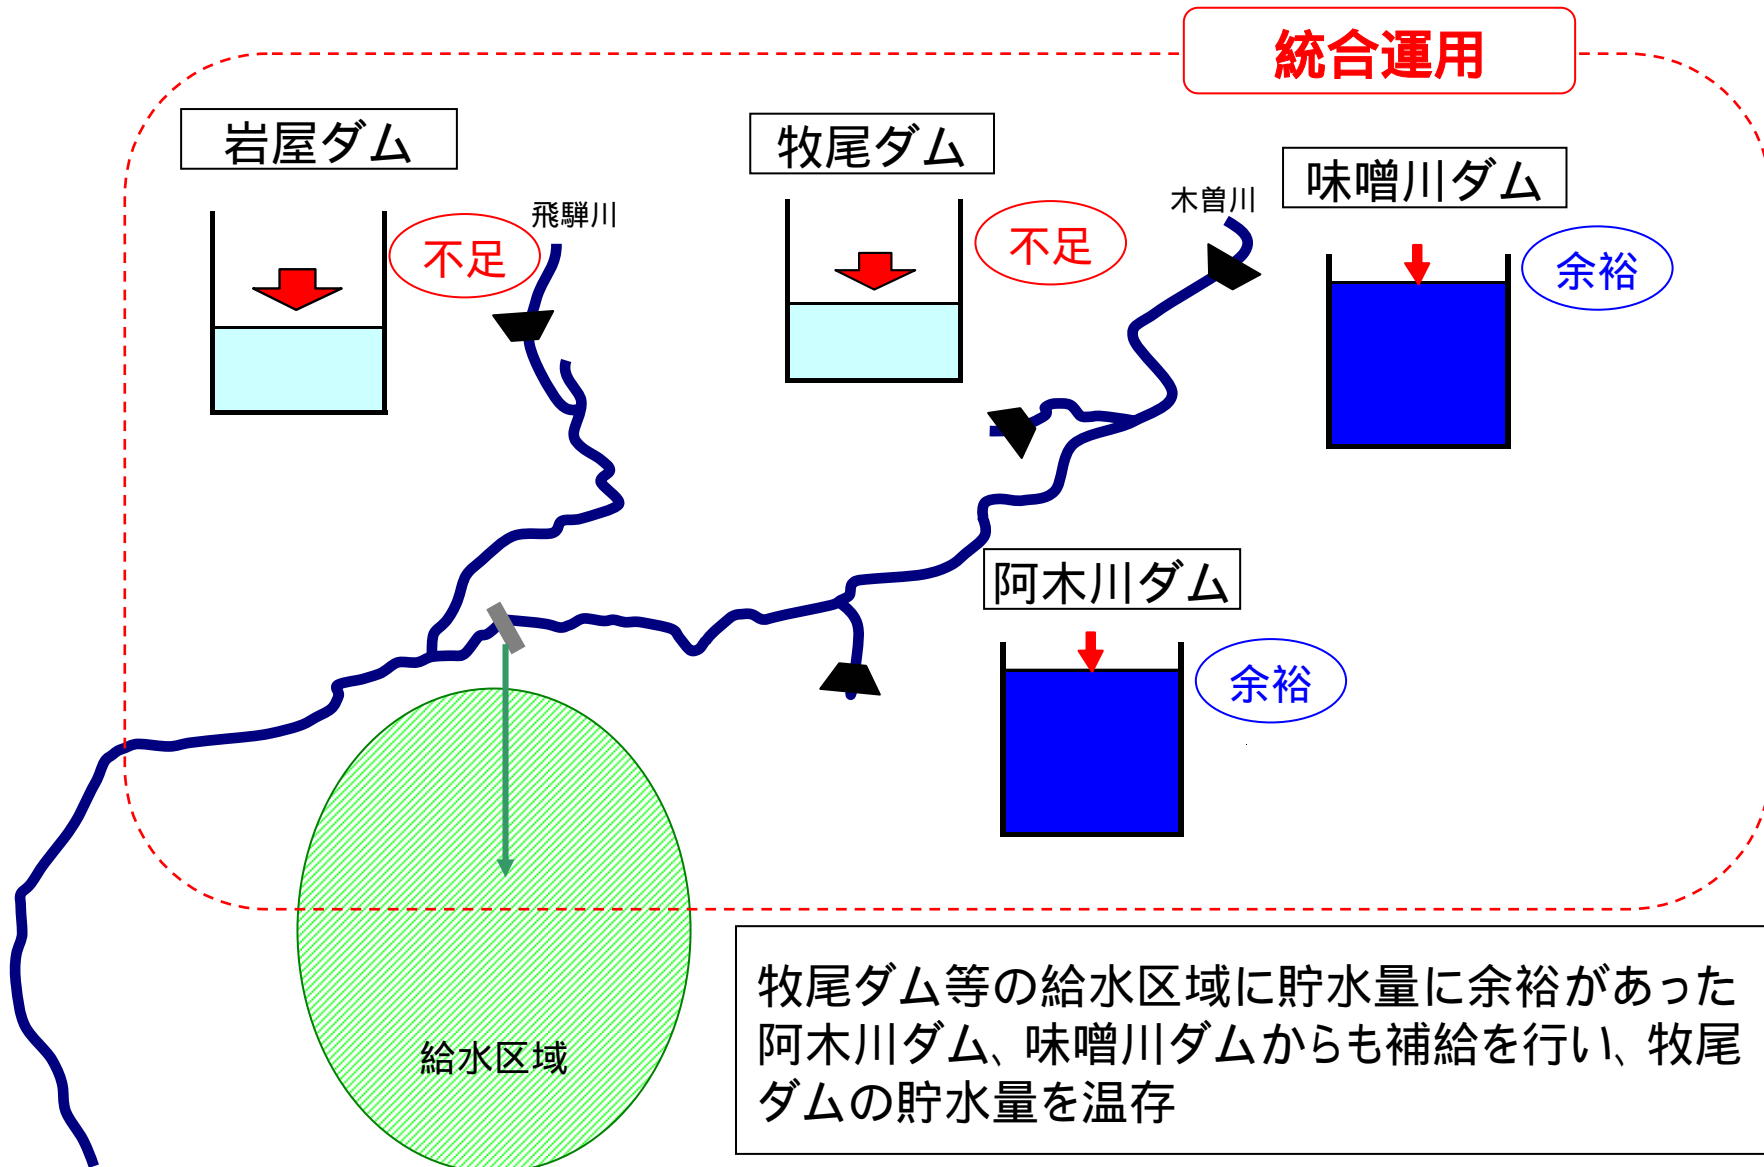 統合運用
岩屋ダム
牧尾ダム
味噌川ダム
飛騨川
木曽川
不足
不足
余裕
阿木川ダム
余裕
給水区域
牧尾ダム等の給水区域に貯水量に余裕があった
阿木川ダム、味噌川ダムからも補給を行い、牧尾
ダムの貯水量を温存